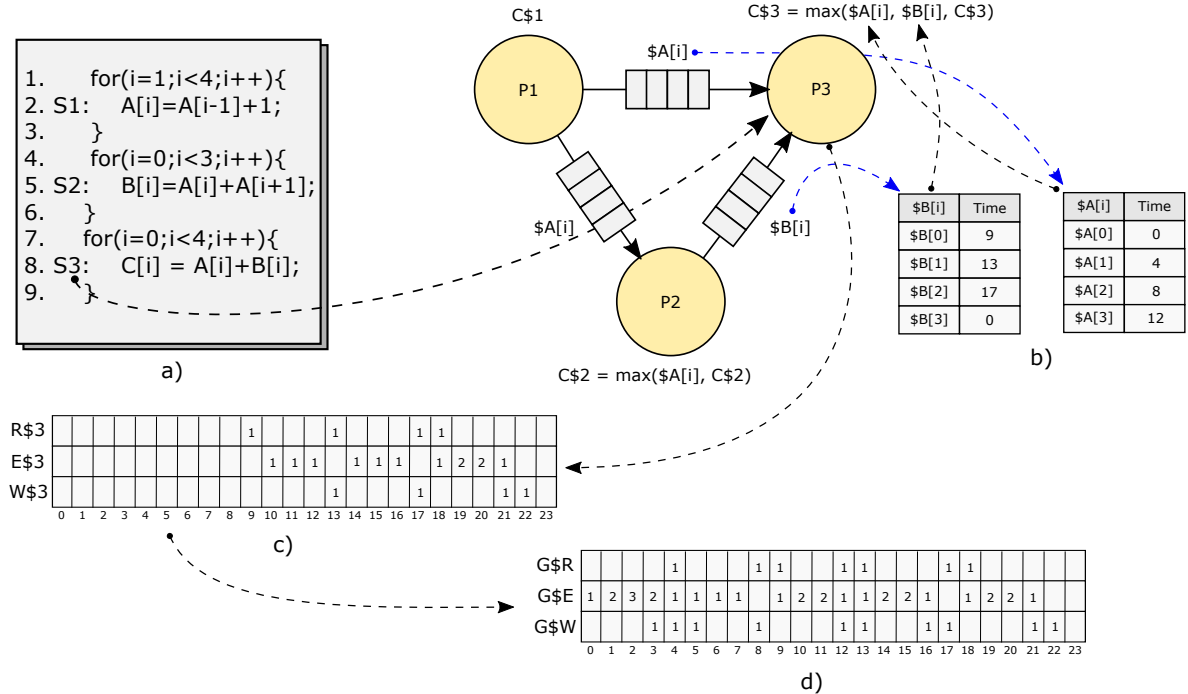 1. for(i=1;i<4;i++){
2. S1: A[i]=A[i-1]+1;
3. }
4. for(i=0;i<3;i++){
5. S2: B[i]=A[i]+A[i+1];
6. }
7. for(i=0;i<4;i++){
8. S3: C[i] = A[i]+B[i];
9. }
a)
C$1
C$3 = max($A[i], $B[i], C$3)
P1
$A[i]
P3
$A[i]
$B[i]
P2
C$2 = max($A[i], C$2)
$B[i] Time
$B[0] 9
$B[1] 13
$B[2] 17
$B[3] 0
$A[i] Time
$A[0] 0
$A[1] 4
$A[2] 8
$A[3] 12
b)
R$3 1 1 1 1
E$3 1 1 1 1 1 1 1 2 2 1
W$3 1 1 1 1
0 1 2 3 4 5 6 7 8 9 10 11 12 13 14 15 16 17 18 19 20 21 22 23
c)
G$R 1 1 1 1 1 1 1
G$E 1 2 3 2 1 1 1 1 1 2 2 1 1 2 2 1 1 2 2 1
G$W 1 1 1 1 1 1 1 1 1 1
0 1 2 3 4 5 6 7 8 9 10 11 12 13 14 15 16 17 18 19 20 21 22 23
d)